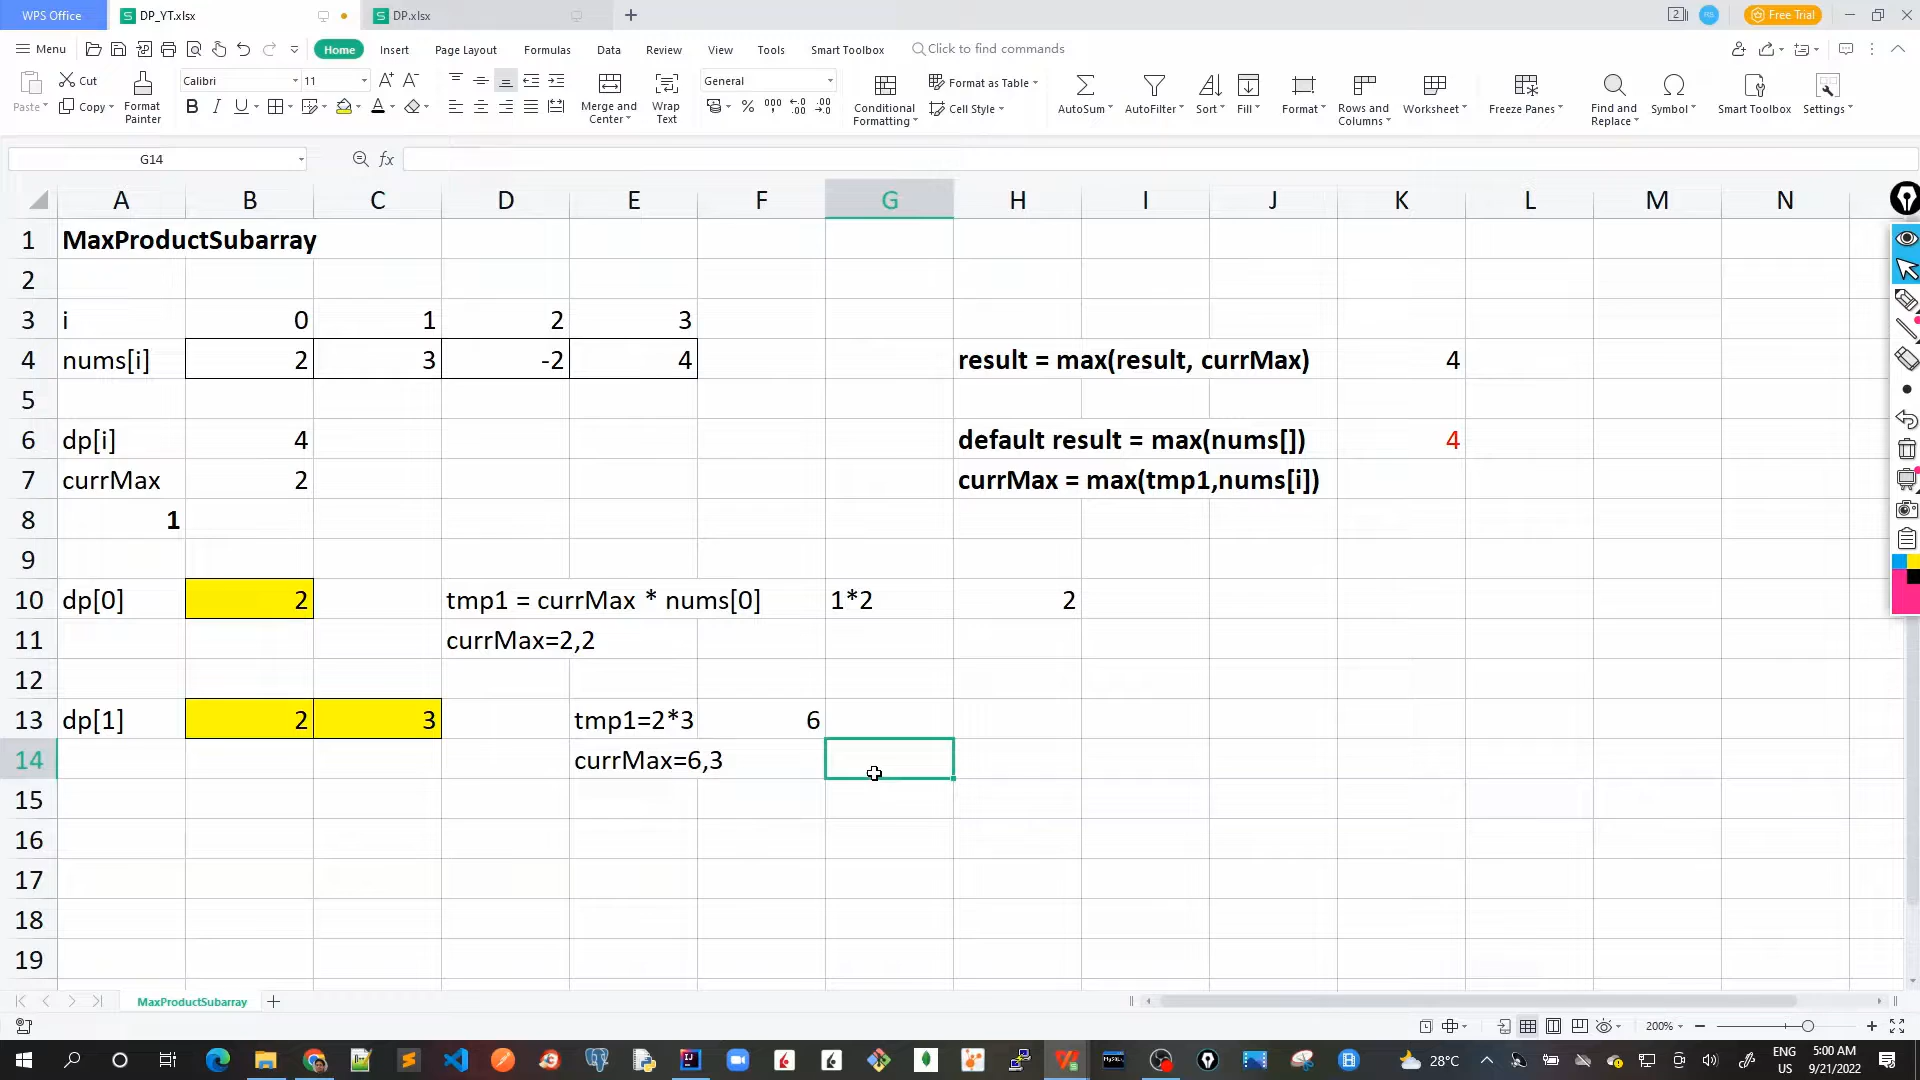 WPS Office
DP_YT.xlsx
DP.xlsx
Free Trial
Menu
Home
Insert
Page Layout
Formulas
Data
Review
View
Tools
Smart Toolbox
Click to find commands
Paste
Cut
Copy
Format Painter
Calibri
11
Merge and Center
Wrap Text
General
Conditional Formatting
Format as Table
Cell Style
AutoSum
AutoFilter
Sort
Fill
Format
Rows and Columns
Worksheet
Freeze Panes
Find and Replace
Symbol
Smart Toolbox
Settings
G14
fx
A B C D E F G H I J K L M N
1 MaxProductSubarray
2
3 i 0 1 2 3
4 nums[i] 2 3 -2 4 result = max(result, currMax) 4
5
6 dp[i] 4 default result = max(nums[]) 4
7 currMax 2 currMax = max(tmp1,nums[i])
8 1
9
10 dp[0] 2 tmp1 = currMax * nums[0] 1*2 2
11 currMax=2,2
12
13 dp[1] 2 3 tmp1=2*3 6
14 currMax=6,3
15
16
17
18
19
MaxProductSubarray
200%
28°C
ENG
US
5:00 AM
9/21/2022